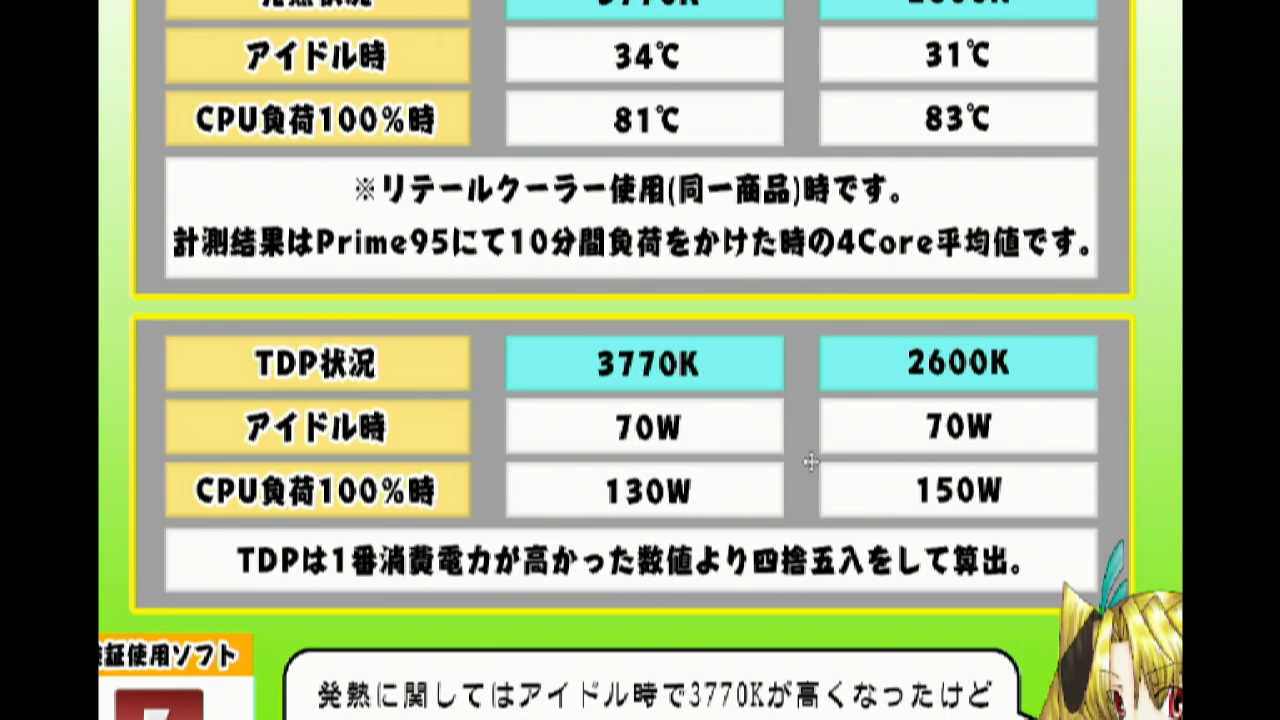 発熱状況 3770K 2600K
アイドル時 34℃ 31℃
CPU負荷100%時 81℃ 83℃
※リテールクーラー使用(同一商品)時です。
計測結果はPrime95にて10分間負荷をかけた時の4Core平均値です。
TDP状況 3770K 2600K
アイドル時 70W 70W
CPU負荷100%時 130W 150W
TDPは1番消費電力が高かった数値より四捨五入をして算出。
証使用ソフト
発熱に関してはアイドル時で3770Kが高くなったけど